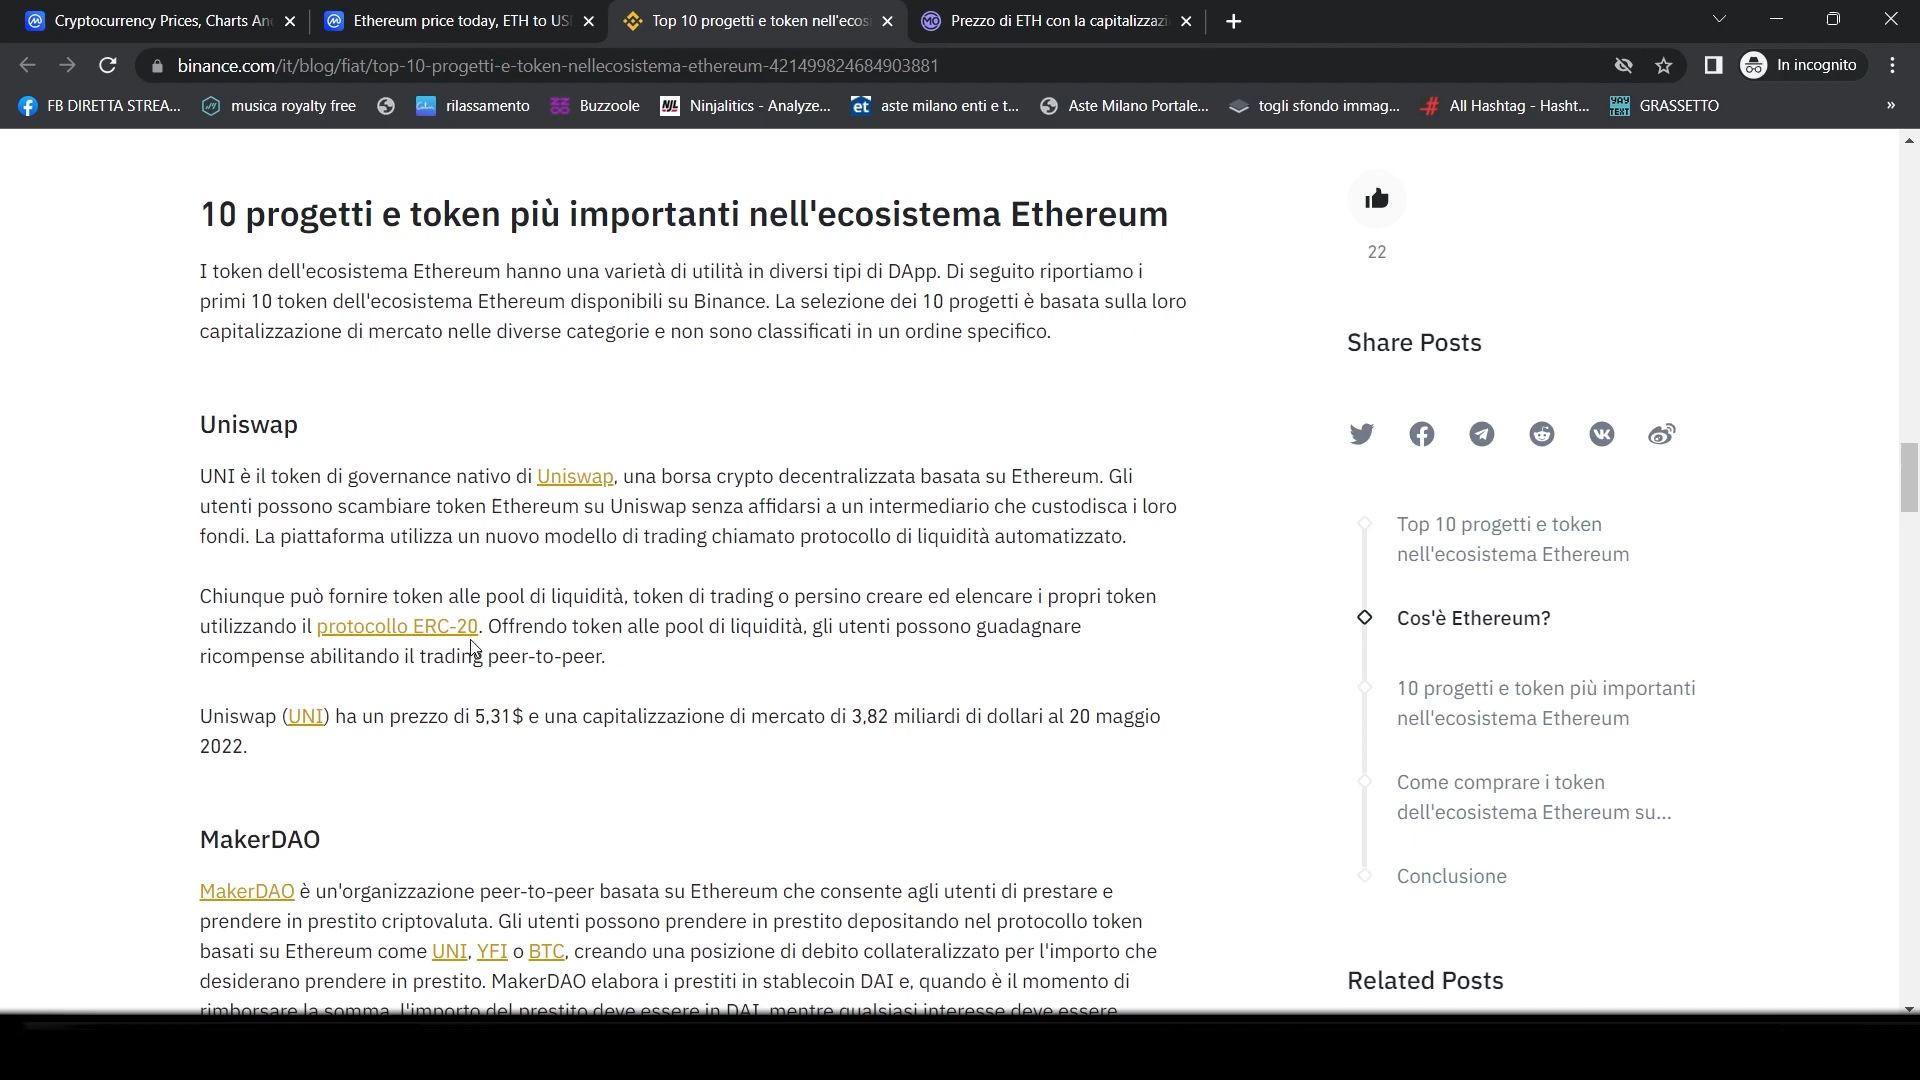 Cryptocurrency Prices, Charts An
Ethereum price today, ETH to US
Top 10 progetti e token nell'ecos
Prezzo di ETH con la capitalizzazi
binance.com/it/blog/fiat/top-10-progetti-e-token-nellecosistema-ethereum-421499824684903881
In incognito
FB DIRETTA STREA...
musica royalty free
rilassamento
Buzzoole
NJL
Ninjalitics - Analyze...
et
aste milano enti e t...
Aste Milano Portale...
togli sfondo immag...
All Hashtag - Hasht...
YAY
TEXT
GRASSETTO
»
10 progetti e token più importanti nell'ecosistema Ethereum
I token dell'ecosistema Ethereum hanno una varietà di utilità in diversi tipi di DApp. Di seguito riportiamo i
primi 10 token dell'ecosistema Ethereum disponibili su Binance. La selezione dei 10 progetti è basata sulla loro
capitalizzazione di mercato nelle diverse categorie e non sono classificati in un ordine specifico.
Uniswap
UNI è il token di governance nativo di Uniswap, una borsa crypto decentralizzata basata su Ethereum. Gli
utenti possono scambiare token Ethereum su Uniswap senza affidarsi a un intermediario che custodisca i loro
fondi. La piattaforma utilizza un nuovo modello di trading chiamato protocollo di liquidità automatizzato.
Chiunque può fornire token alle pool di liquidità, token di trading o persino creare ed elencare i propri token
utilizzando il protocollo ERC-20. Offrendo token alle pool di liquidità, gli utenti possono guadagnare
ricompense abilitando il trading peer-to-peer.
Uniswap (UNI) ha un prezzo di 5,31$ e una capitalizzazione di mercato di 3,82 miliardi di dollari al 20 maggio
2022.
MakerDAO
MakerDAO è un'organizzazione peer-to-peer basata su Ethereum che consente agli utenti di prestare e
prendere in prestito criptovaluta. Gli utenti possono prendere in prestito depositando nel protocollo token
basati su Ethereum come UNI, YFI o BTC, creando una posizione di debito collateralizzato per l'importo che
desiderano prendere in prestito. MakerDAO elabora i prestiti in stablecoin DAI e, quando è il momento di
rimborsare la somma, l'importo del prestito deve essere in DAI, mentre qualsiasi interesse deve essere
22
Share Posts
Top 10 progetti e token
nell'ecosistema Ethereum
Cos'è Ethereum?
10 progetti e token più importanti
nell'ecosistema Ethereum
Come comprare i token
dell'ecosistema Ethereum su...
Conclusione
Related Posts